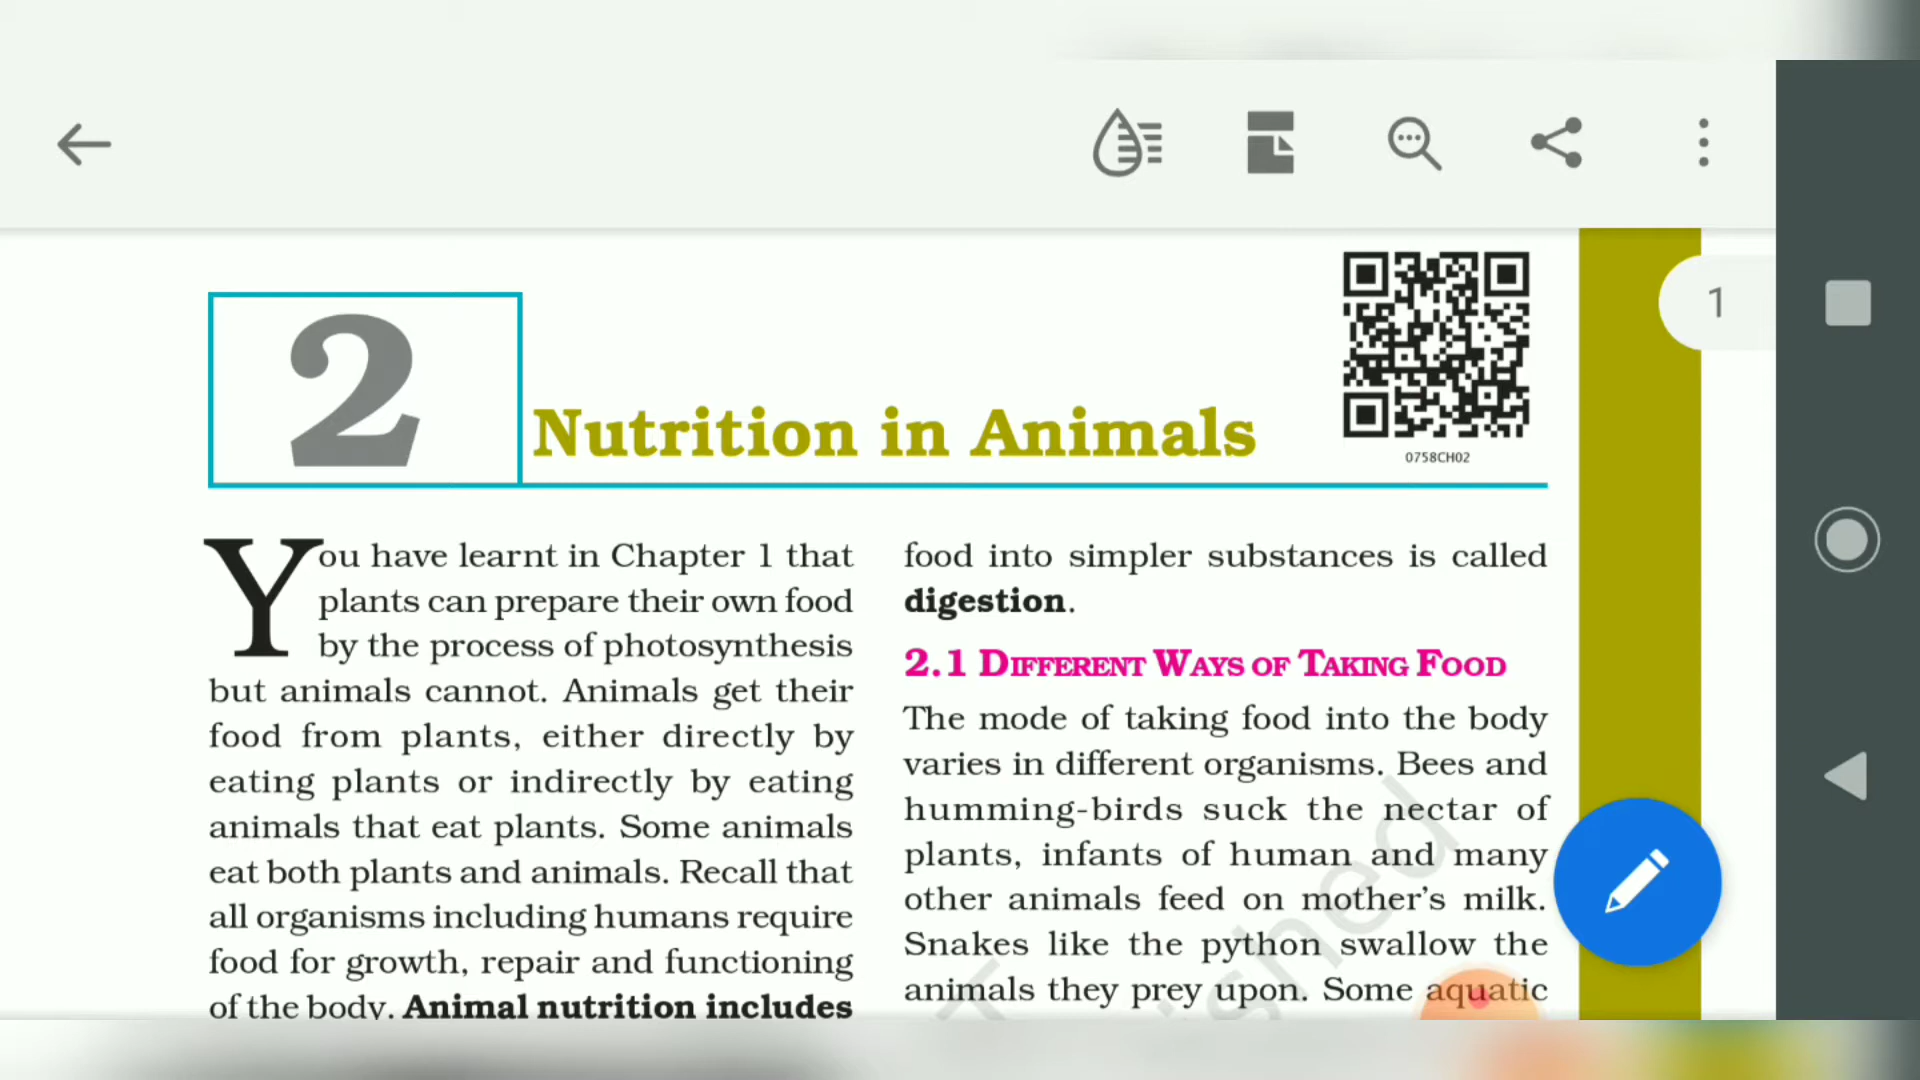 1
2
Nutrition in Animals
0758CH02
You have learnt in Chapter 1 that
plants can prepare their own food
by the process of photosynthesis
but animals cannot. Animals get their
food from plants, either directly by
eating plants or indirectly by eating
animals that eat plants. Some animals
eat both plants and animals. Recall that
all organisms including humans require
food for growth, repair and functioning
of the body. Animal nutrition includes
food into simpler substances is called
digestion.
2.1 DIFFERENT WAYS OF TAKING FOOD
The mode of taking food into the body
varies in different organisms. Bees and
humming-birds suck the nectar of
plants, infants of human and many
other animals feed on mother's milk.
Snakes like the python swallow the
animals they prey upon. Some aquatic